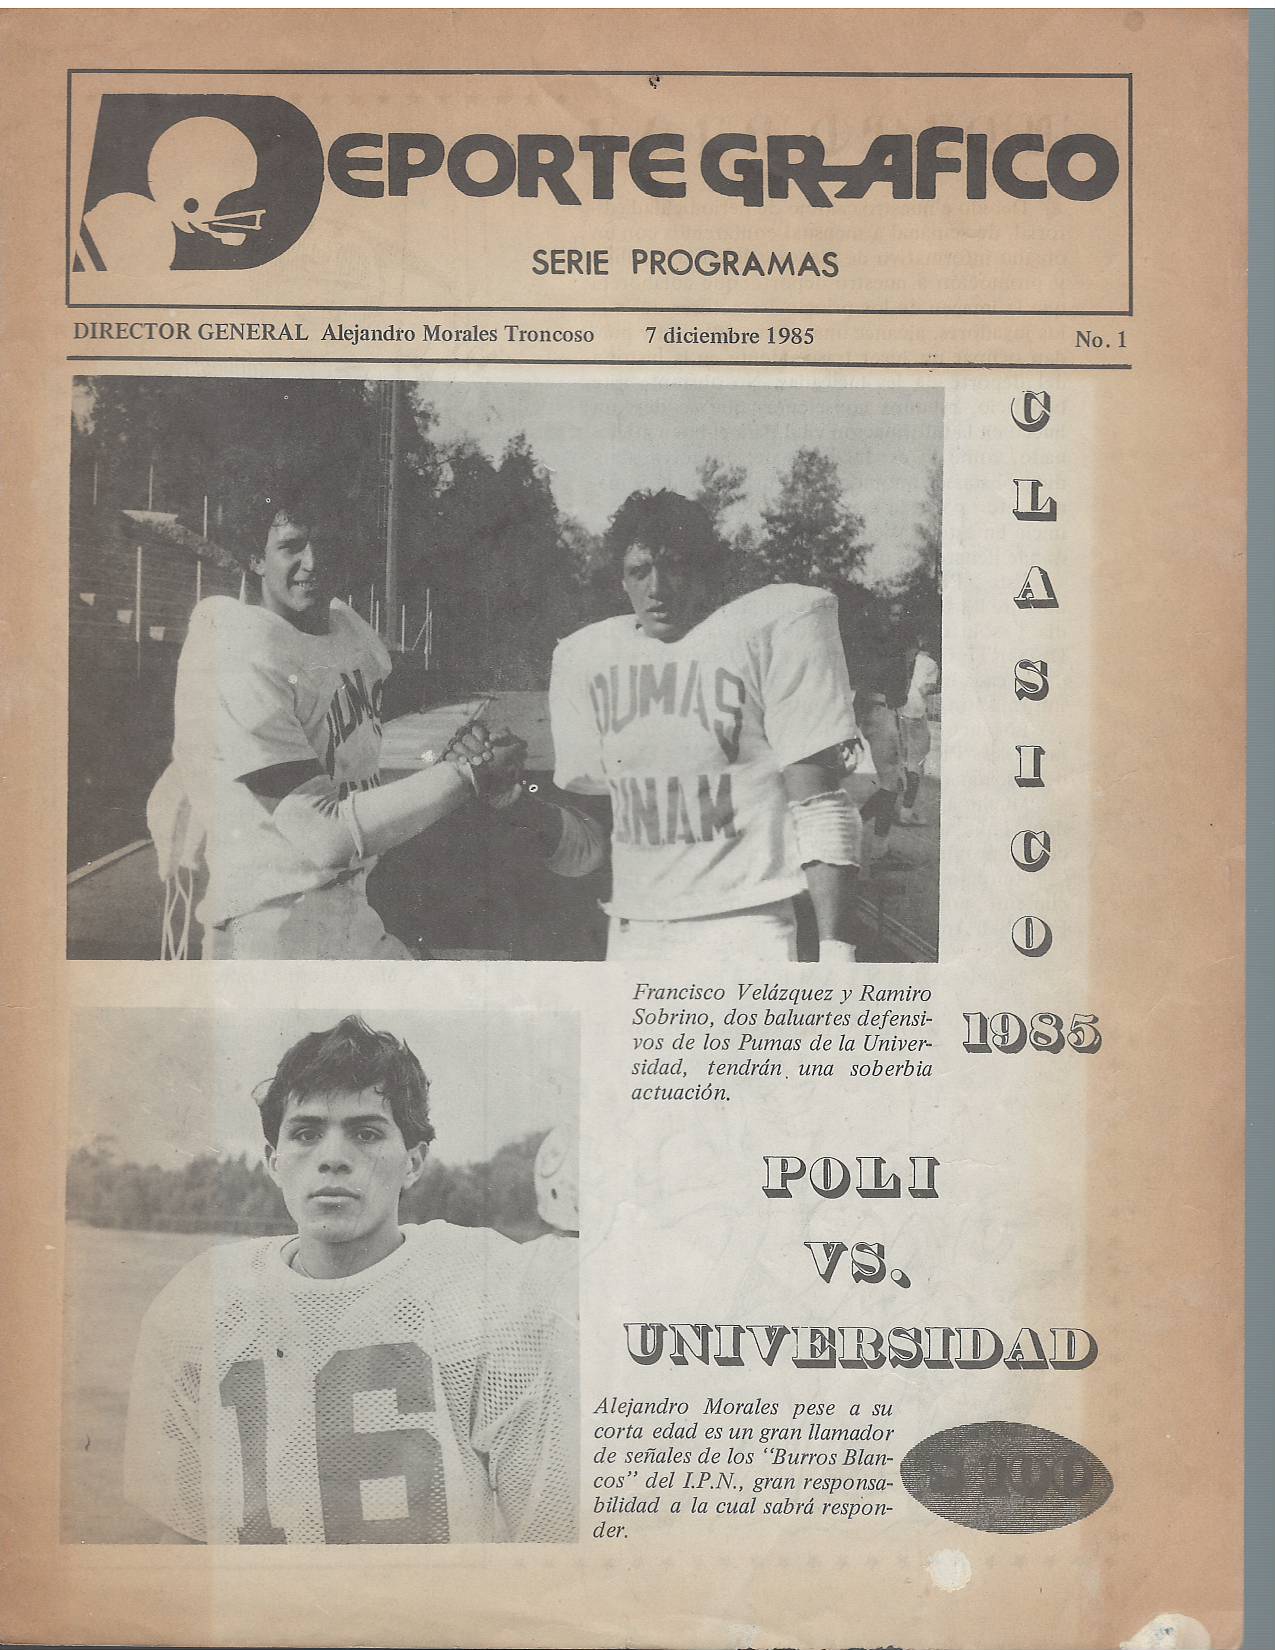 DEPORTE GRAFICO
SERIE PROGRAMAS
DIRECTOR GENERAL Alejandro Morales Troncoso 7 diciembre 1985 No. 1
CLASICO
1985
PUMAS
PUMAS
UNAM
Francisco Velázquez y Ramiro
Sobrino, dos baluartes defensi-
vos de los Pumas de la Univer-
sidad, tendrán una soberbia
actuación.
POLI
VS.
UNIVERSIDAD
16
Alejandro Morales pese a su
corta edad es un gran llamador
de señales de los "Burros Blan-
cos" del I.P.N., gran responsa-
bilidad a la cual sabrá respon-
der.
$ 100